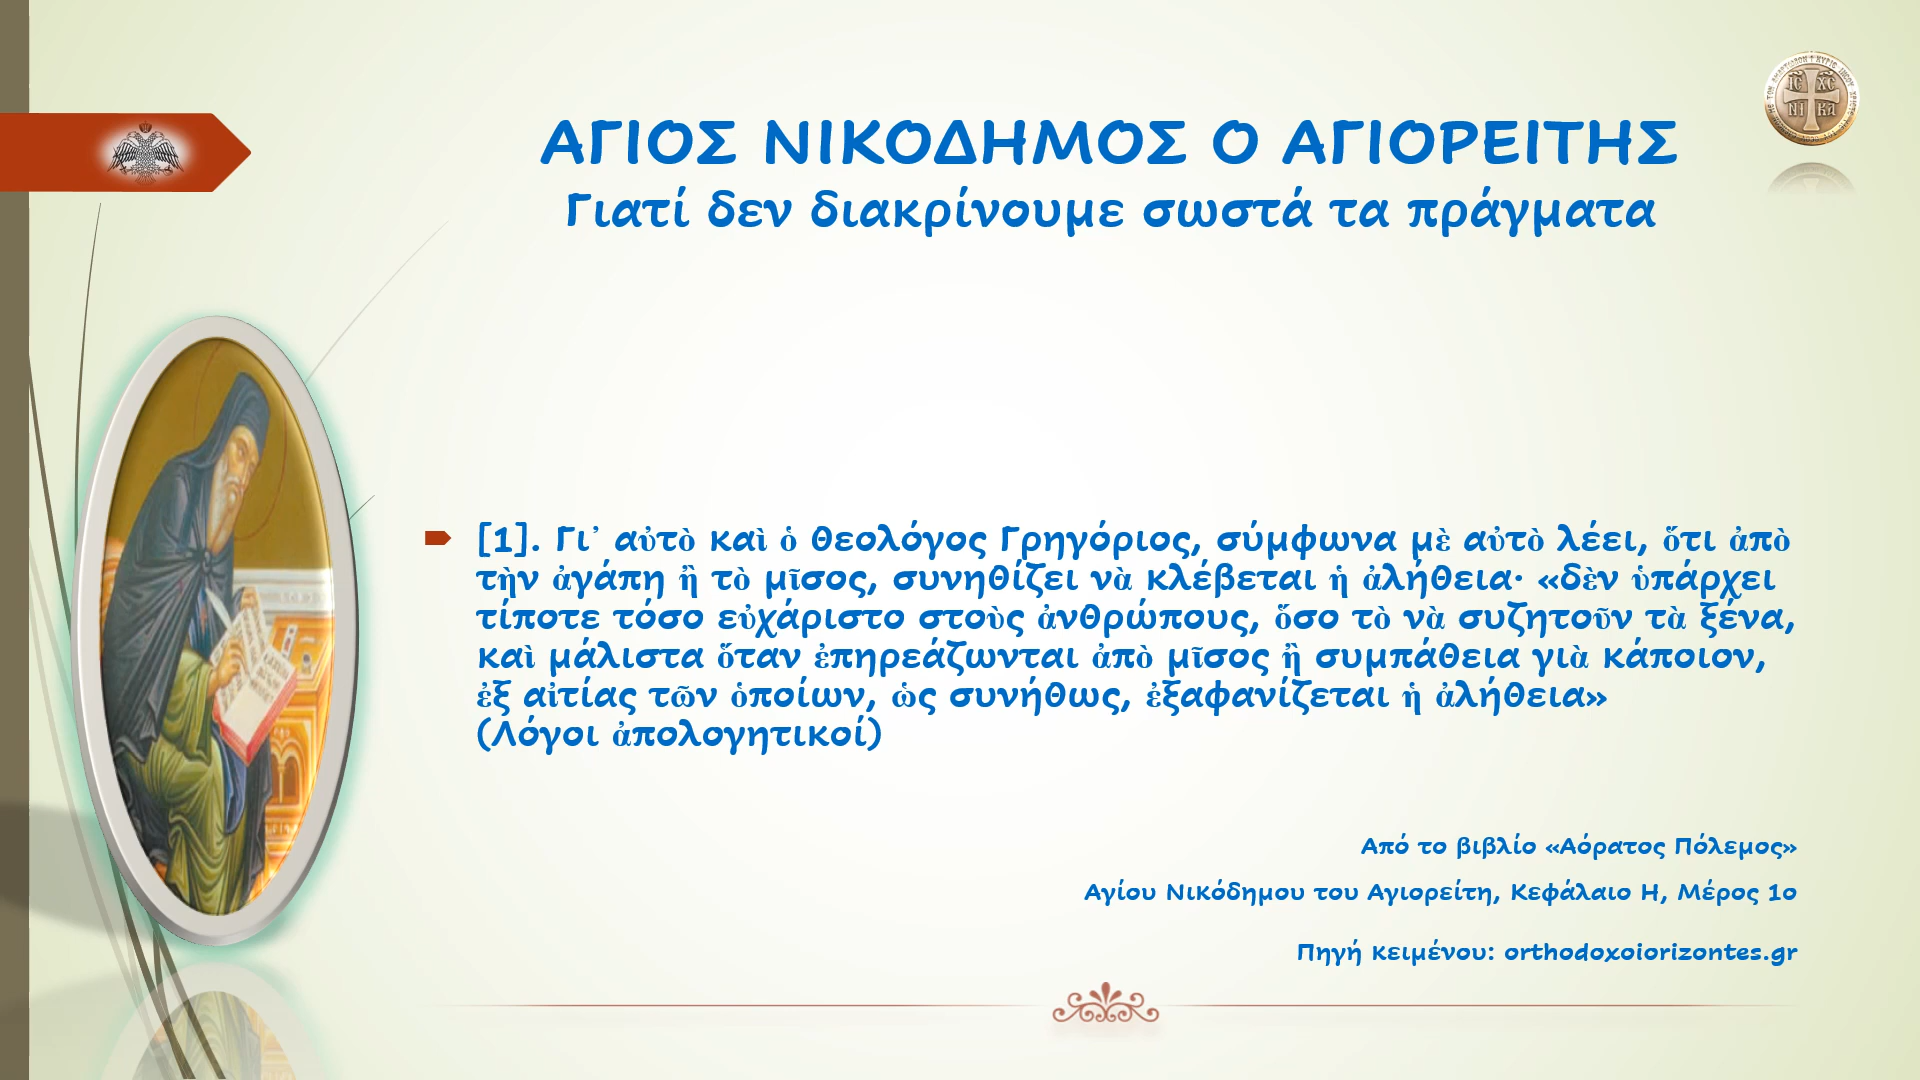 ΑΓΙΟΣ ΝΙΚΟΔΗΜΟΣ Ο ΑΓΙΟΡΕΙΤΗΣ
Γιατί δεν διακρίνουμε σωστά τα πράγματα
IC XC
NI KA
[1]. Γι᾿ αὐτὸ καὶ ὁ Θεολόγος Γρηγόριος, σύμφωνα μὲ αὐτὸ λέει, ὅτι ἀπὸ
τὴν ἀγάπη ἢ τὸ μῖσος, συνηθίζει νὰ κλέβεται ἡ ἀλήθεια· «δὲν ὑπάρχει
τίποτε τόσο εὐχάριστο στοὺς ἀνθρώπους, ὅσο τὸ νὰ συζητοῦν τὰ ξένα,
καὶ μάλιστα ὅταν ἐπηρεάζωνται ἀπὸ μῖσος ἢ συμπάθεια γιὰ κάποιον,
ἐξ αἰτίας τῶν ὁποίων, ὡς συνήθως, ἐξαφανίζεται ἡ ἀλήθεια»
(Λόγοι ἀπολογητικοί)
Από το βιβλίο «Αόρατος Πόλεμος»
Αγίου Νικόδημου του Αγιορείτη, Κεφάλαιο Η, Μέρος 1ο
Πηγή κειμένου: orthodoxoiorizontes.gr